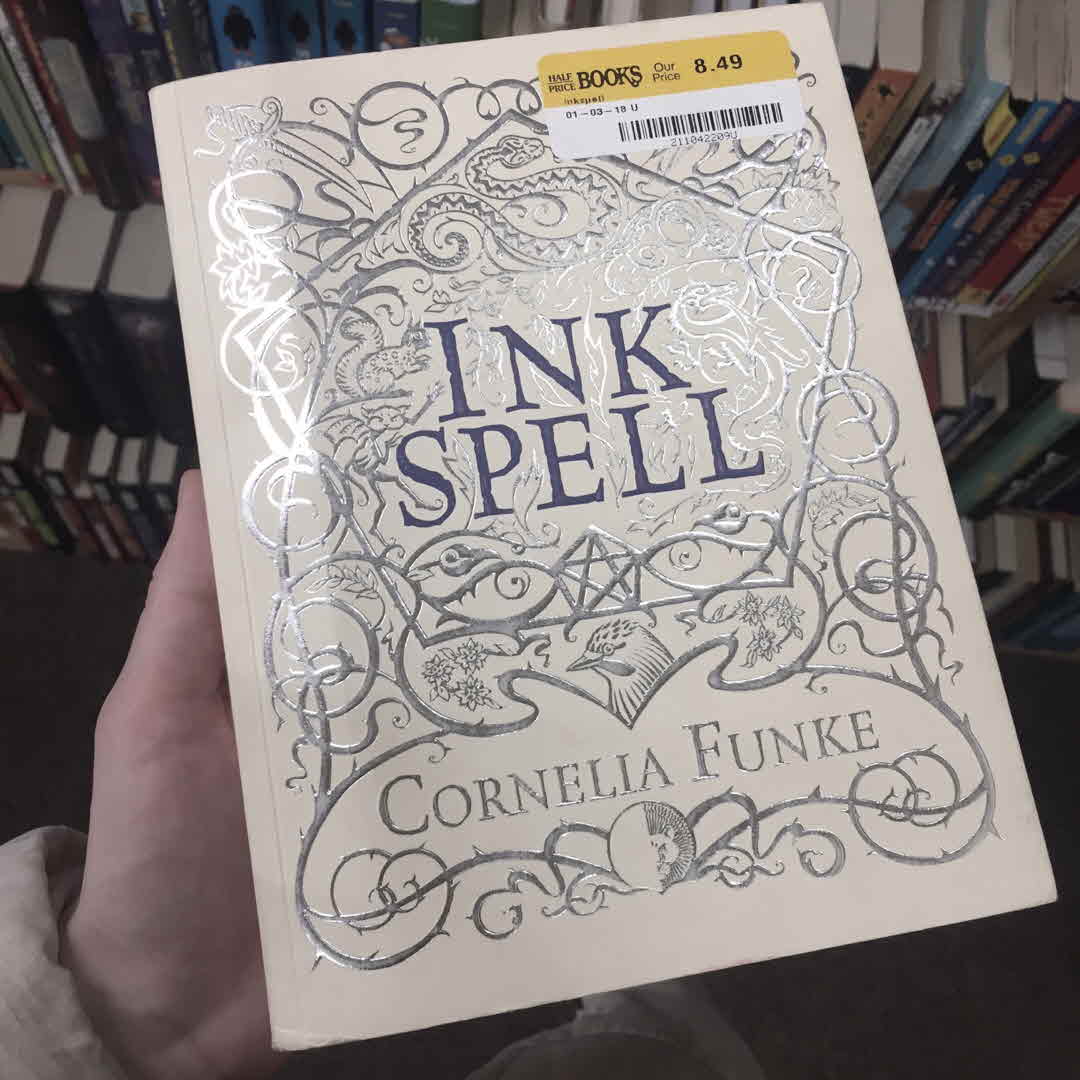 HALF PRICE BOOKS Our Price 8.49
Inkspell
01-03-18 U
211042209U
INK
SPELL
CORNELIA FUNKE